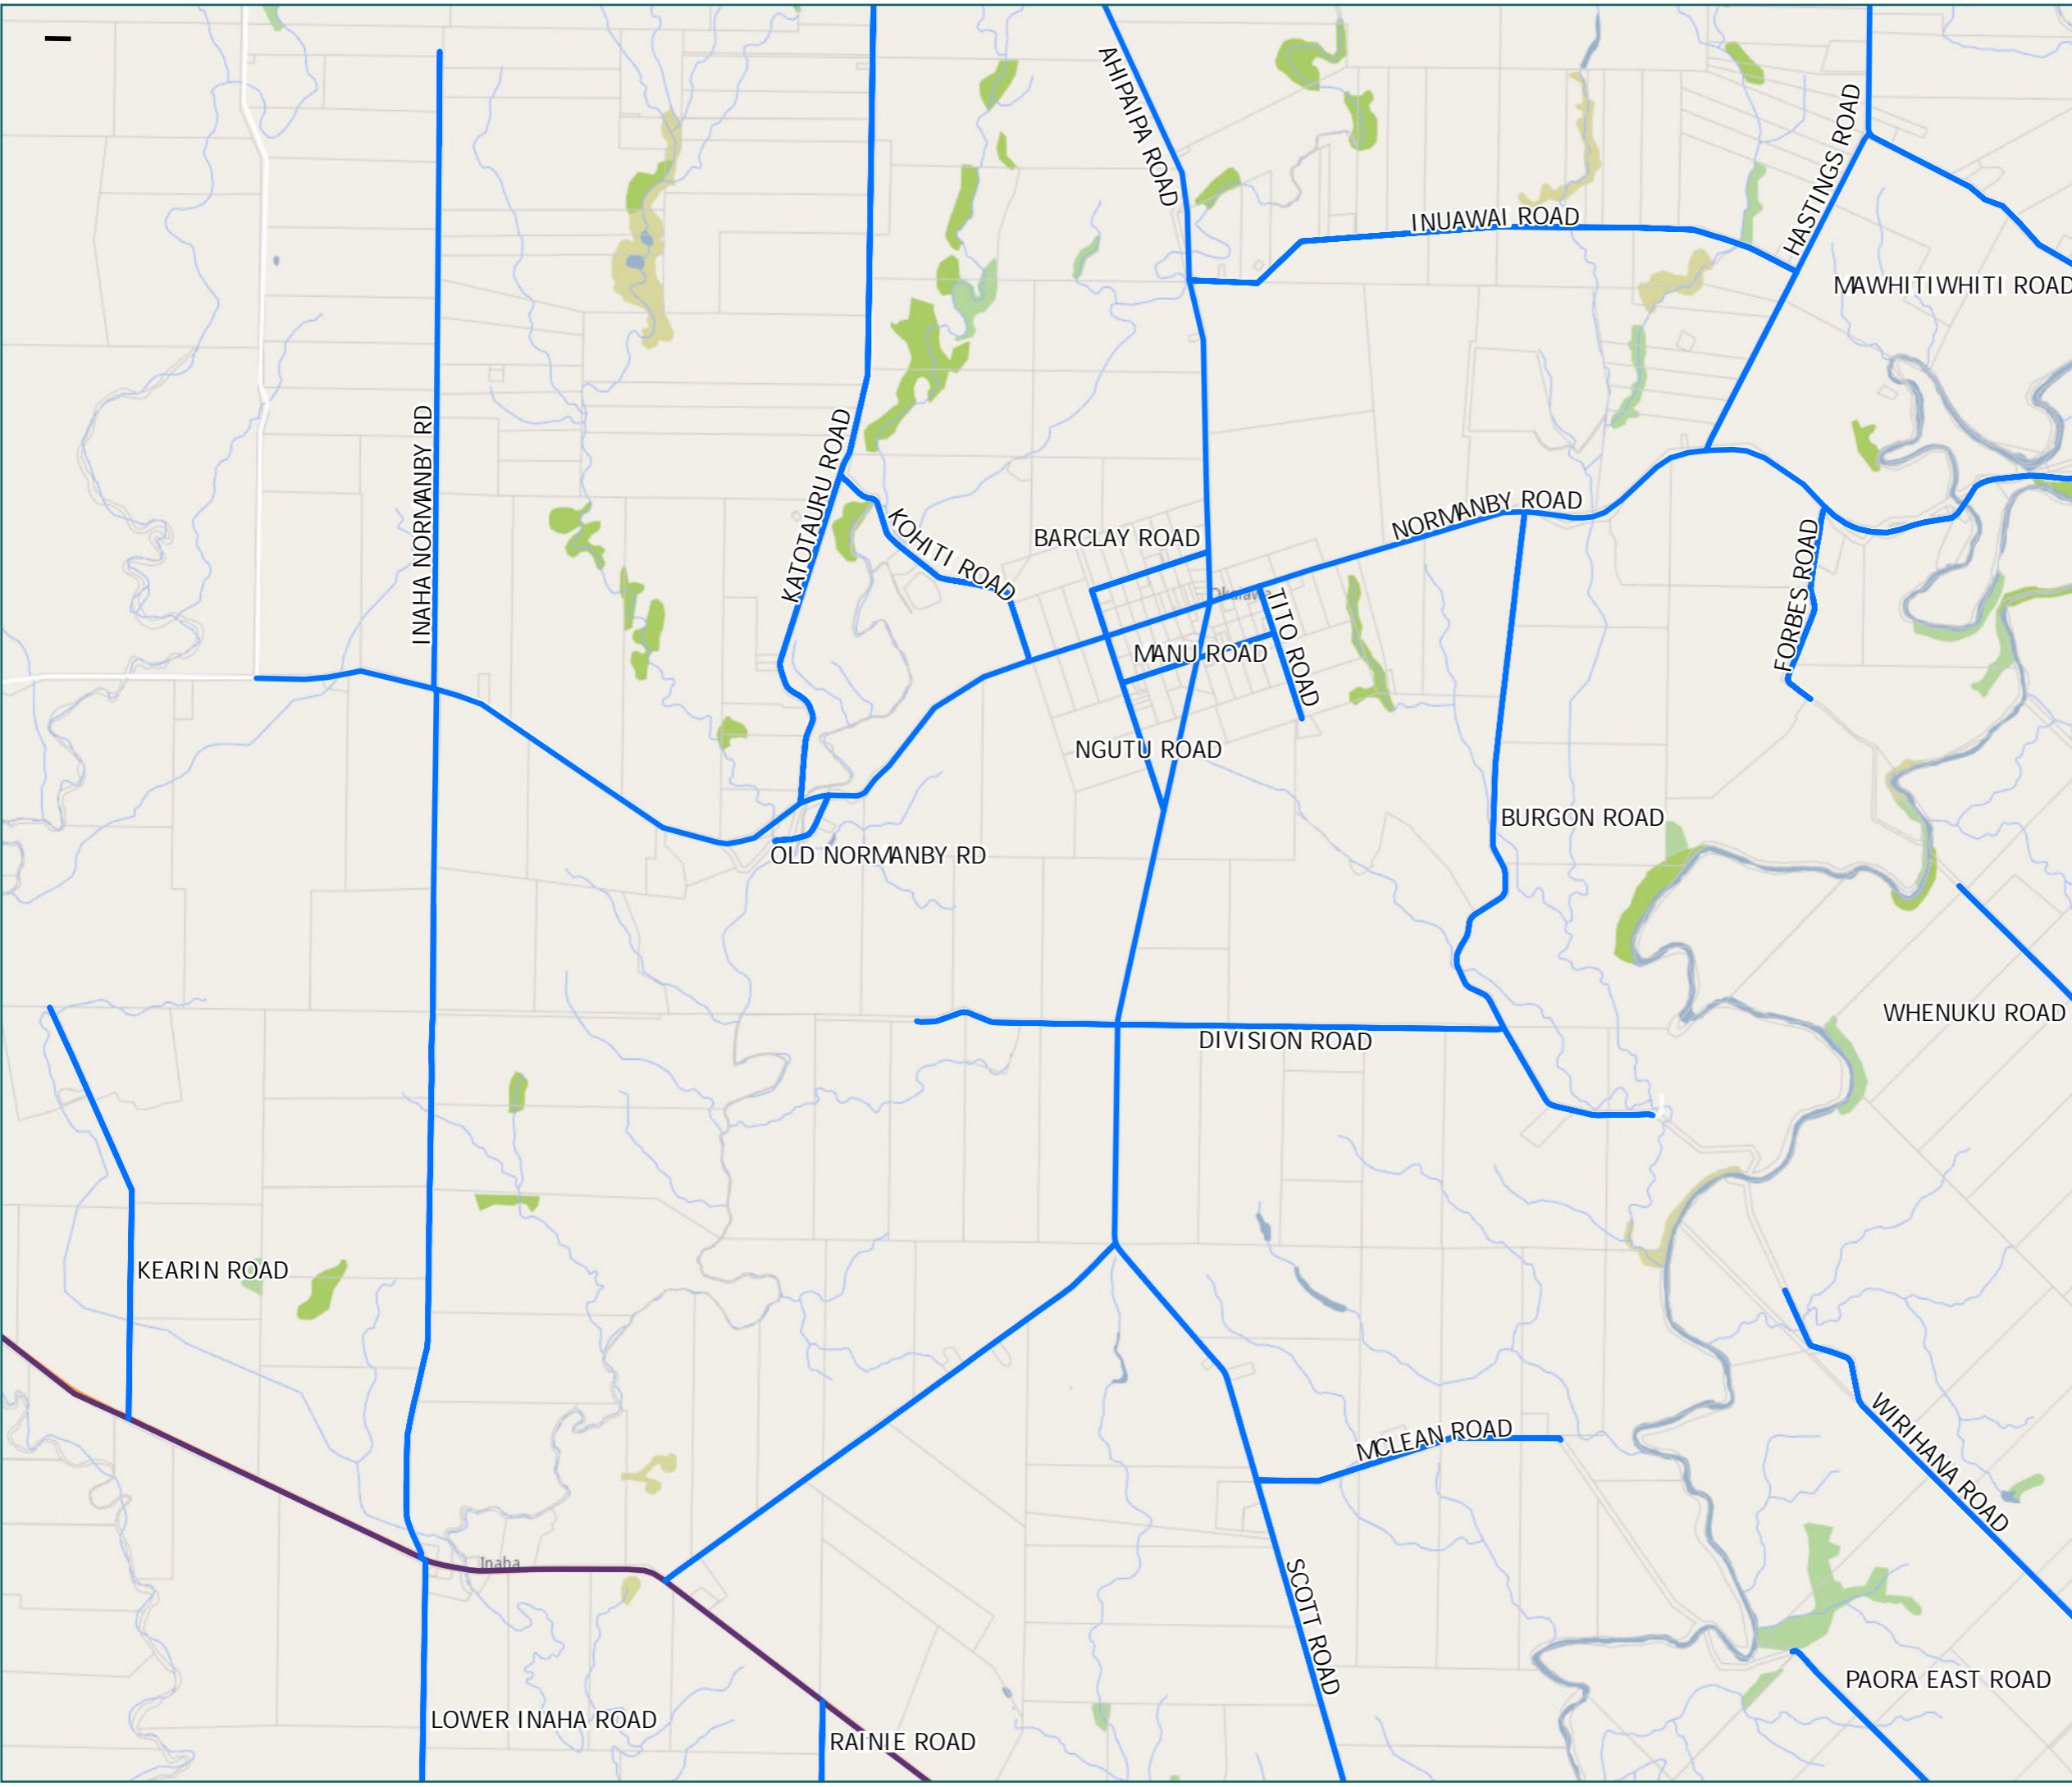 AHIPAIPA ROAD
HASTINGS ROAD
INUAWAI ROAD
MAWHITIWHITI ROAD
INAHA NORMANBY RD
KATOTAURU ROAD
KOHITI ROAD
BARCLAY ROAD
NORMANBY ROAD
FORBES ROAD
Okaiawa
TITO ROAD
MANU ROAD
NGUTU ROAD
BURGON ROAD
OLD NORMANBY RD
WHENUKU ROAD
DIVISION ROAD
KEARIN ROAD
MCLEAN ROAD
WIRIHANA ROAD
Inaha
SCOTT ROAD
PAORA EAST ROAD
LOWER INAHA ROAD
RAINIE ROAD